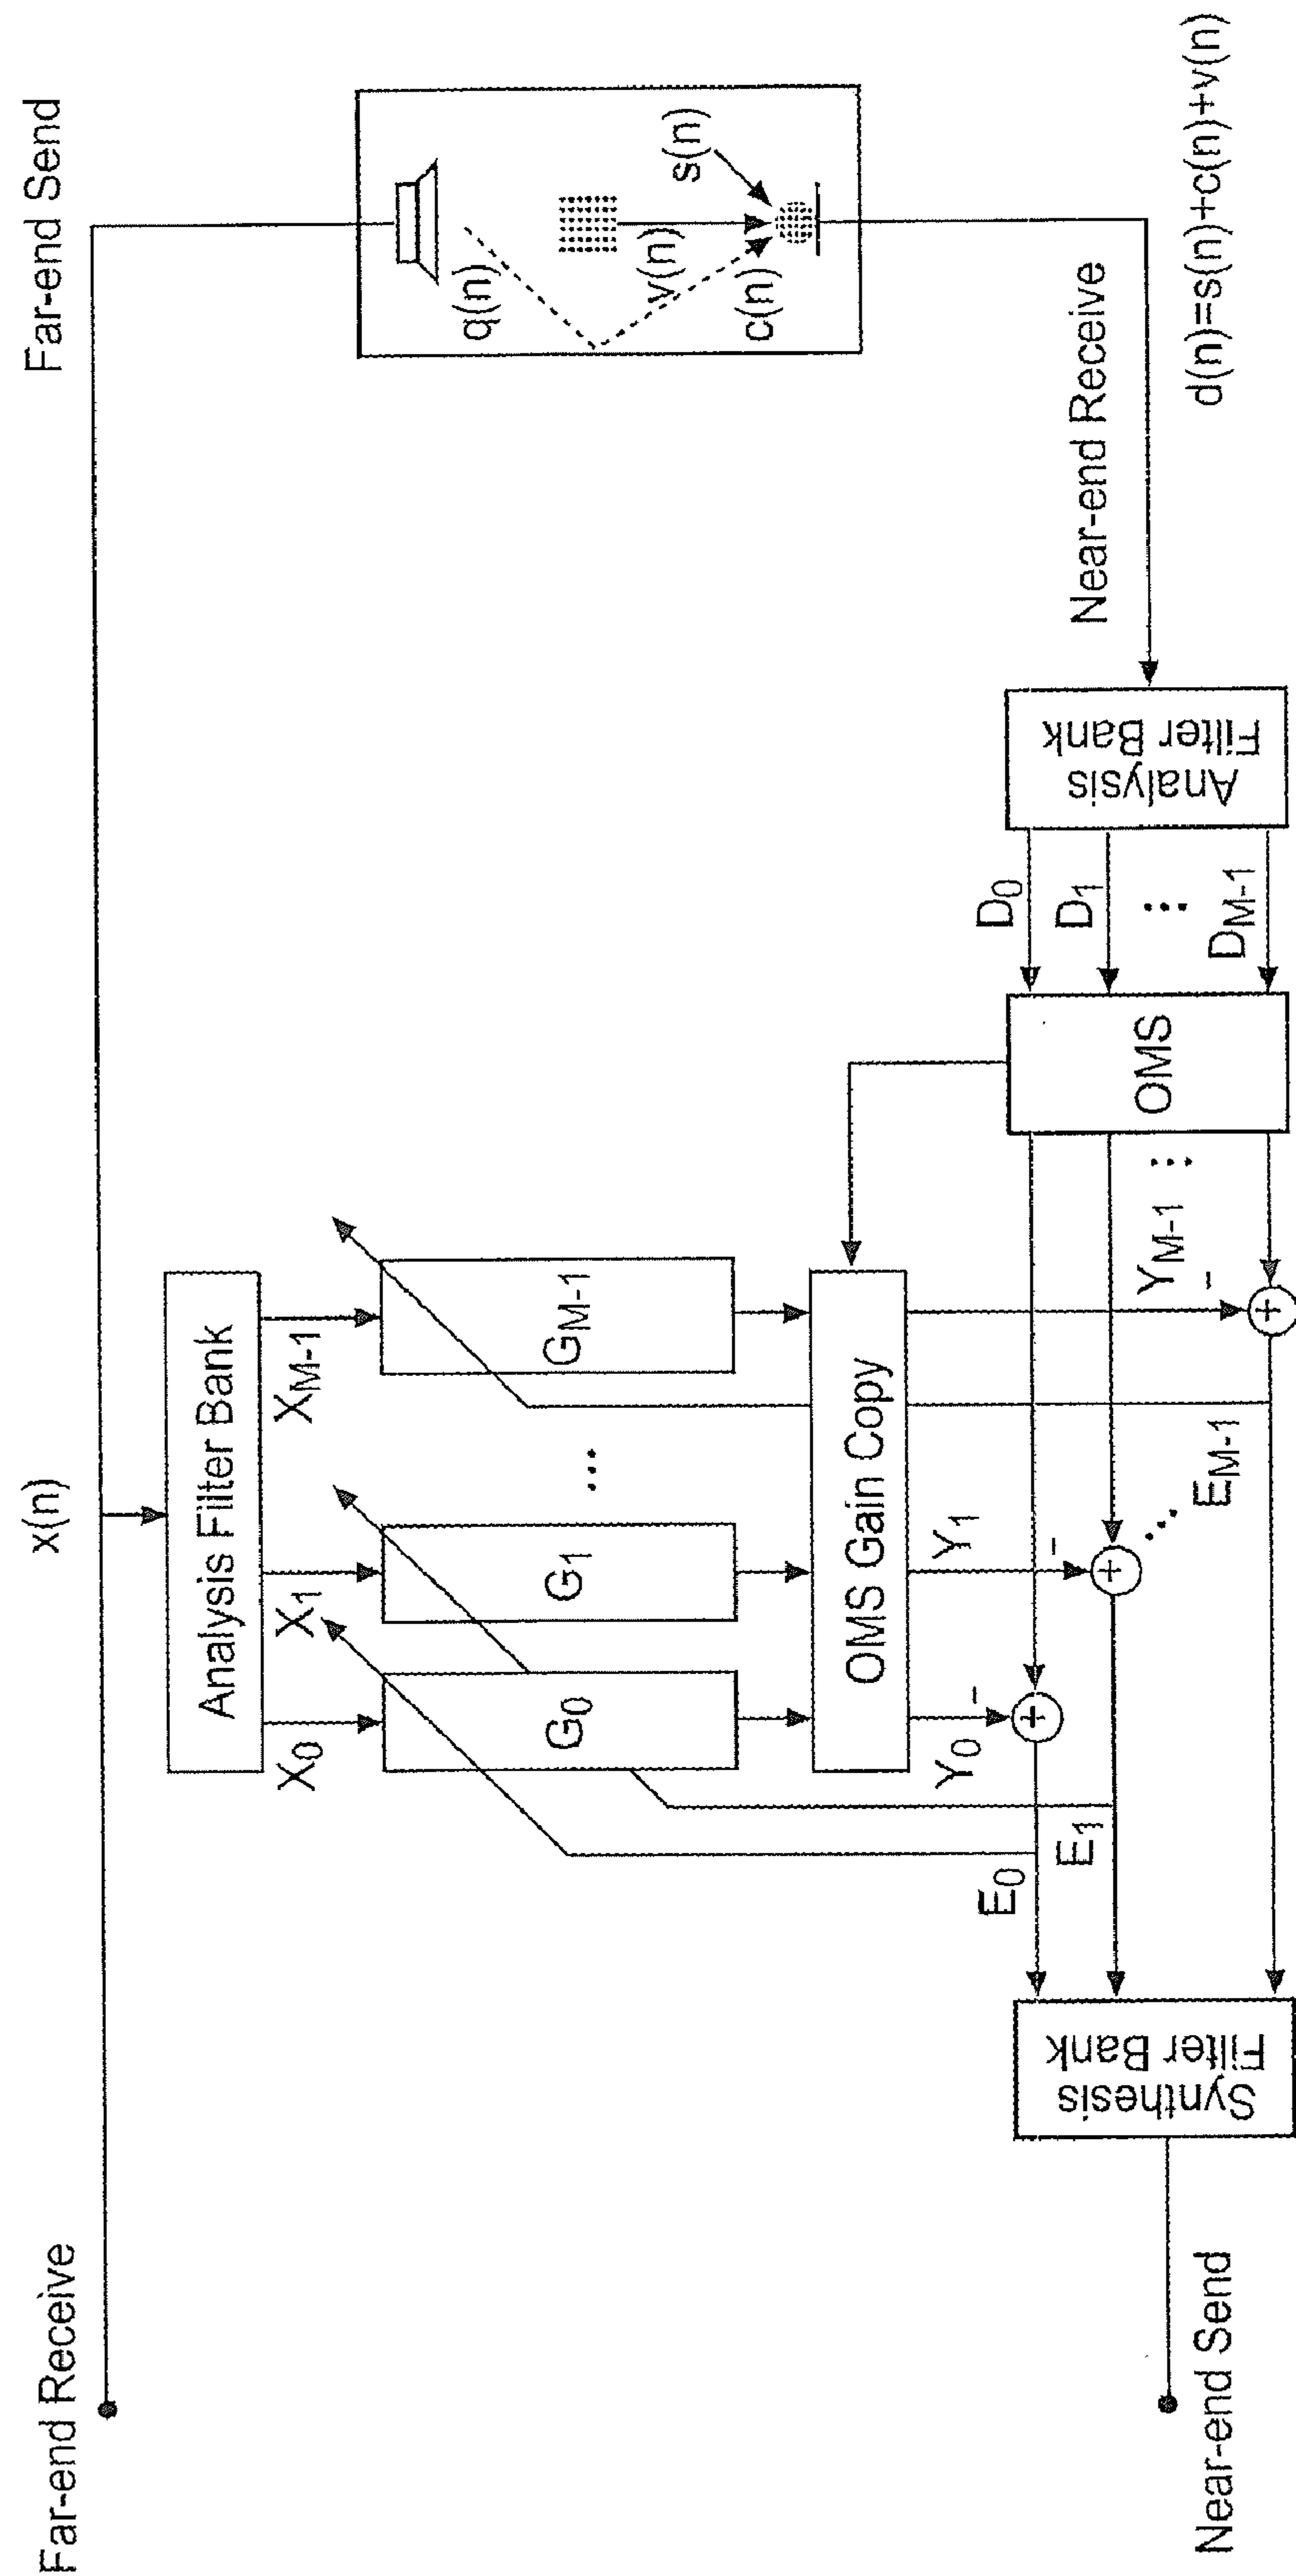 Far-end Receive
x(n)
Far-end Send
Analysis Filter Bank
X0
X1
XM-1
G0
G1
...
GM-1
OMS Gain Copy
q(n)
v(n)
s(n)
c(n)
Y0
-
Y1
-
YM-1
-
+
+
+
E0
E1
...
EM-1
OMS
⋮
D0
D1
⋮
DM-1
Analysis
Filter Bank
Near-end Receive
d(n)=s(n)+c(n)+v(n)
Synthesis
Filter Bank
Near-end Send